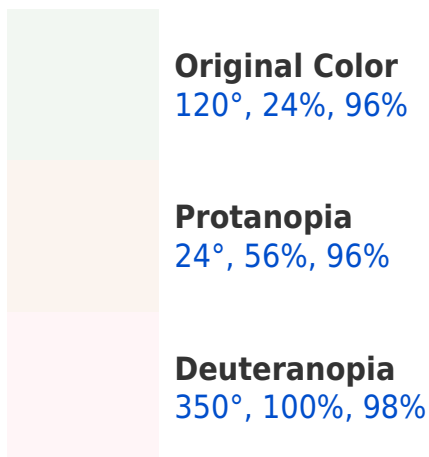 Original Color
120°, 24%, 96%
Protanopia
24°, 56%, 96%
Deuteranopia
350°, 100%, 98%